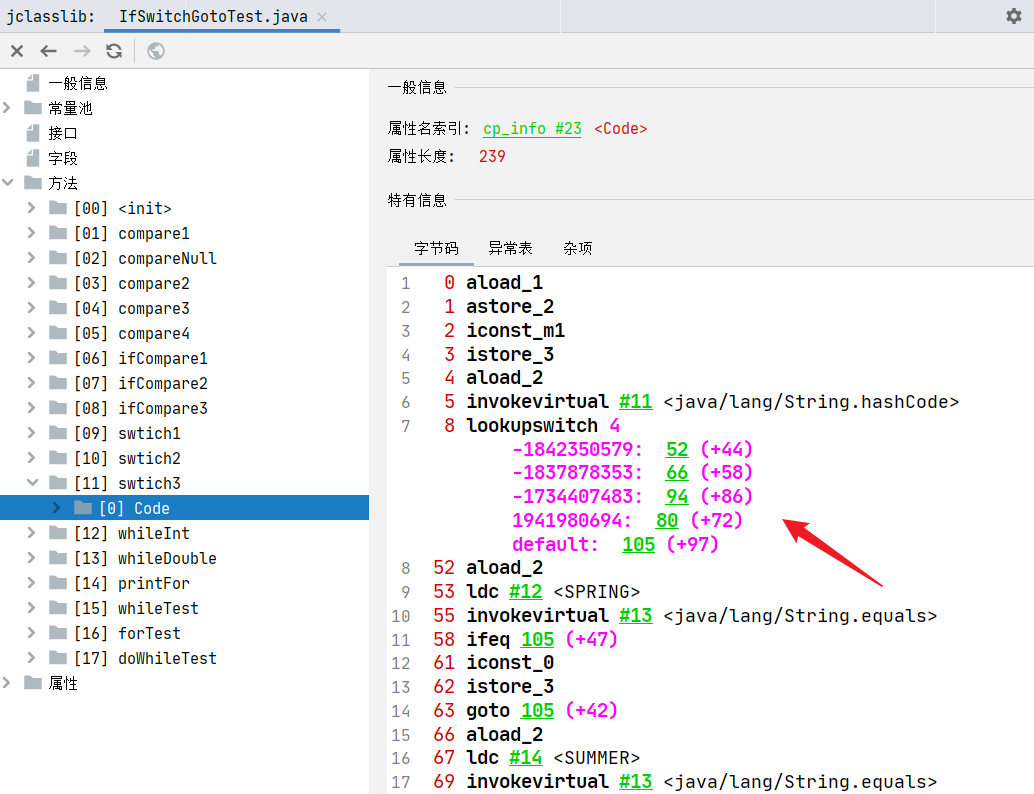 jclasslib: IfSwitchGotoTest.java
一般信息
常量池
接口
字段
方法
[00] <init>
[01] compare1
[02] compareNull
[03] compare2
[04] compare3
[05] compare4
[06] ifCompare1
[07] ifCompare2
[08] ifCompare3
[09] swtich1
[10] swtich2
[11] swtich3
[0] Code
[12] whileInt
[13] whileDouble
[14] printFor
[15] whileTest
[16] forTest
[17] doWhileTest
属性
一般信息
属性名索引: cp_info #23 <Code>
属性长度: 239
特有信息
字节码 异常表 杂项
1 0 aload_1
2 1 astore_2
3 2 iconst_m1
4 3 istore_3
5 4 aload_2
6 5 invokevirtual #11 <java/lang/String.hashCode>
7 8 lookupswitch 4
-1842350579: 52 (+44)
-1837878353: 66 (+58)
-1734407483: 94 (+86)
1941980694: 80 (+72)
default: 105 (+97)
8 52 aload_2
9 53 ldc #12 <SPRING>
10 55 invokevirtual #13 <java/lang/String.equals>
11 58 ifeq 105 (+47)
12 61 iconst_0
13 62 istore_3
14 63 goto 105 (+42)
15 66 aload_2
16 67 ldc #14 <SUMMER>
17 69 invokevirtual #13 <java/lang/String.equals>